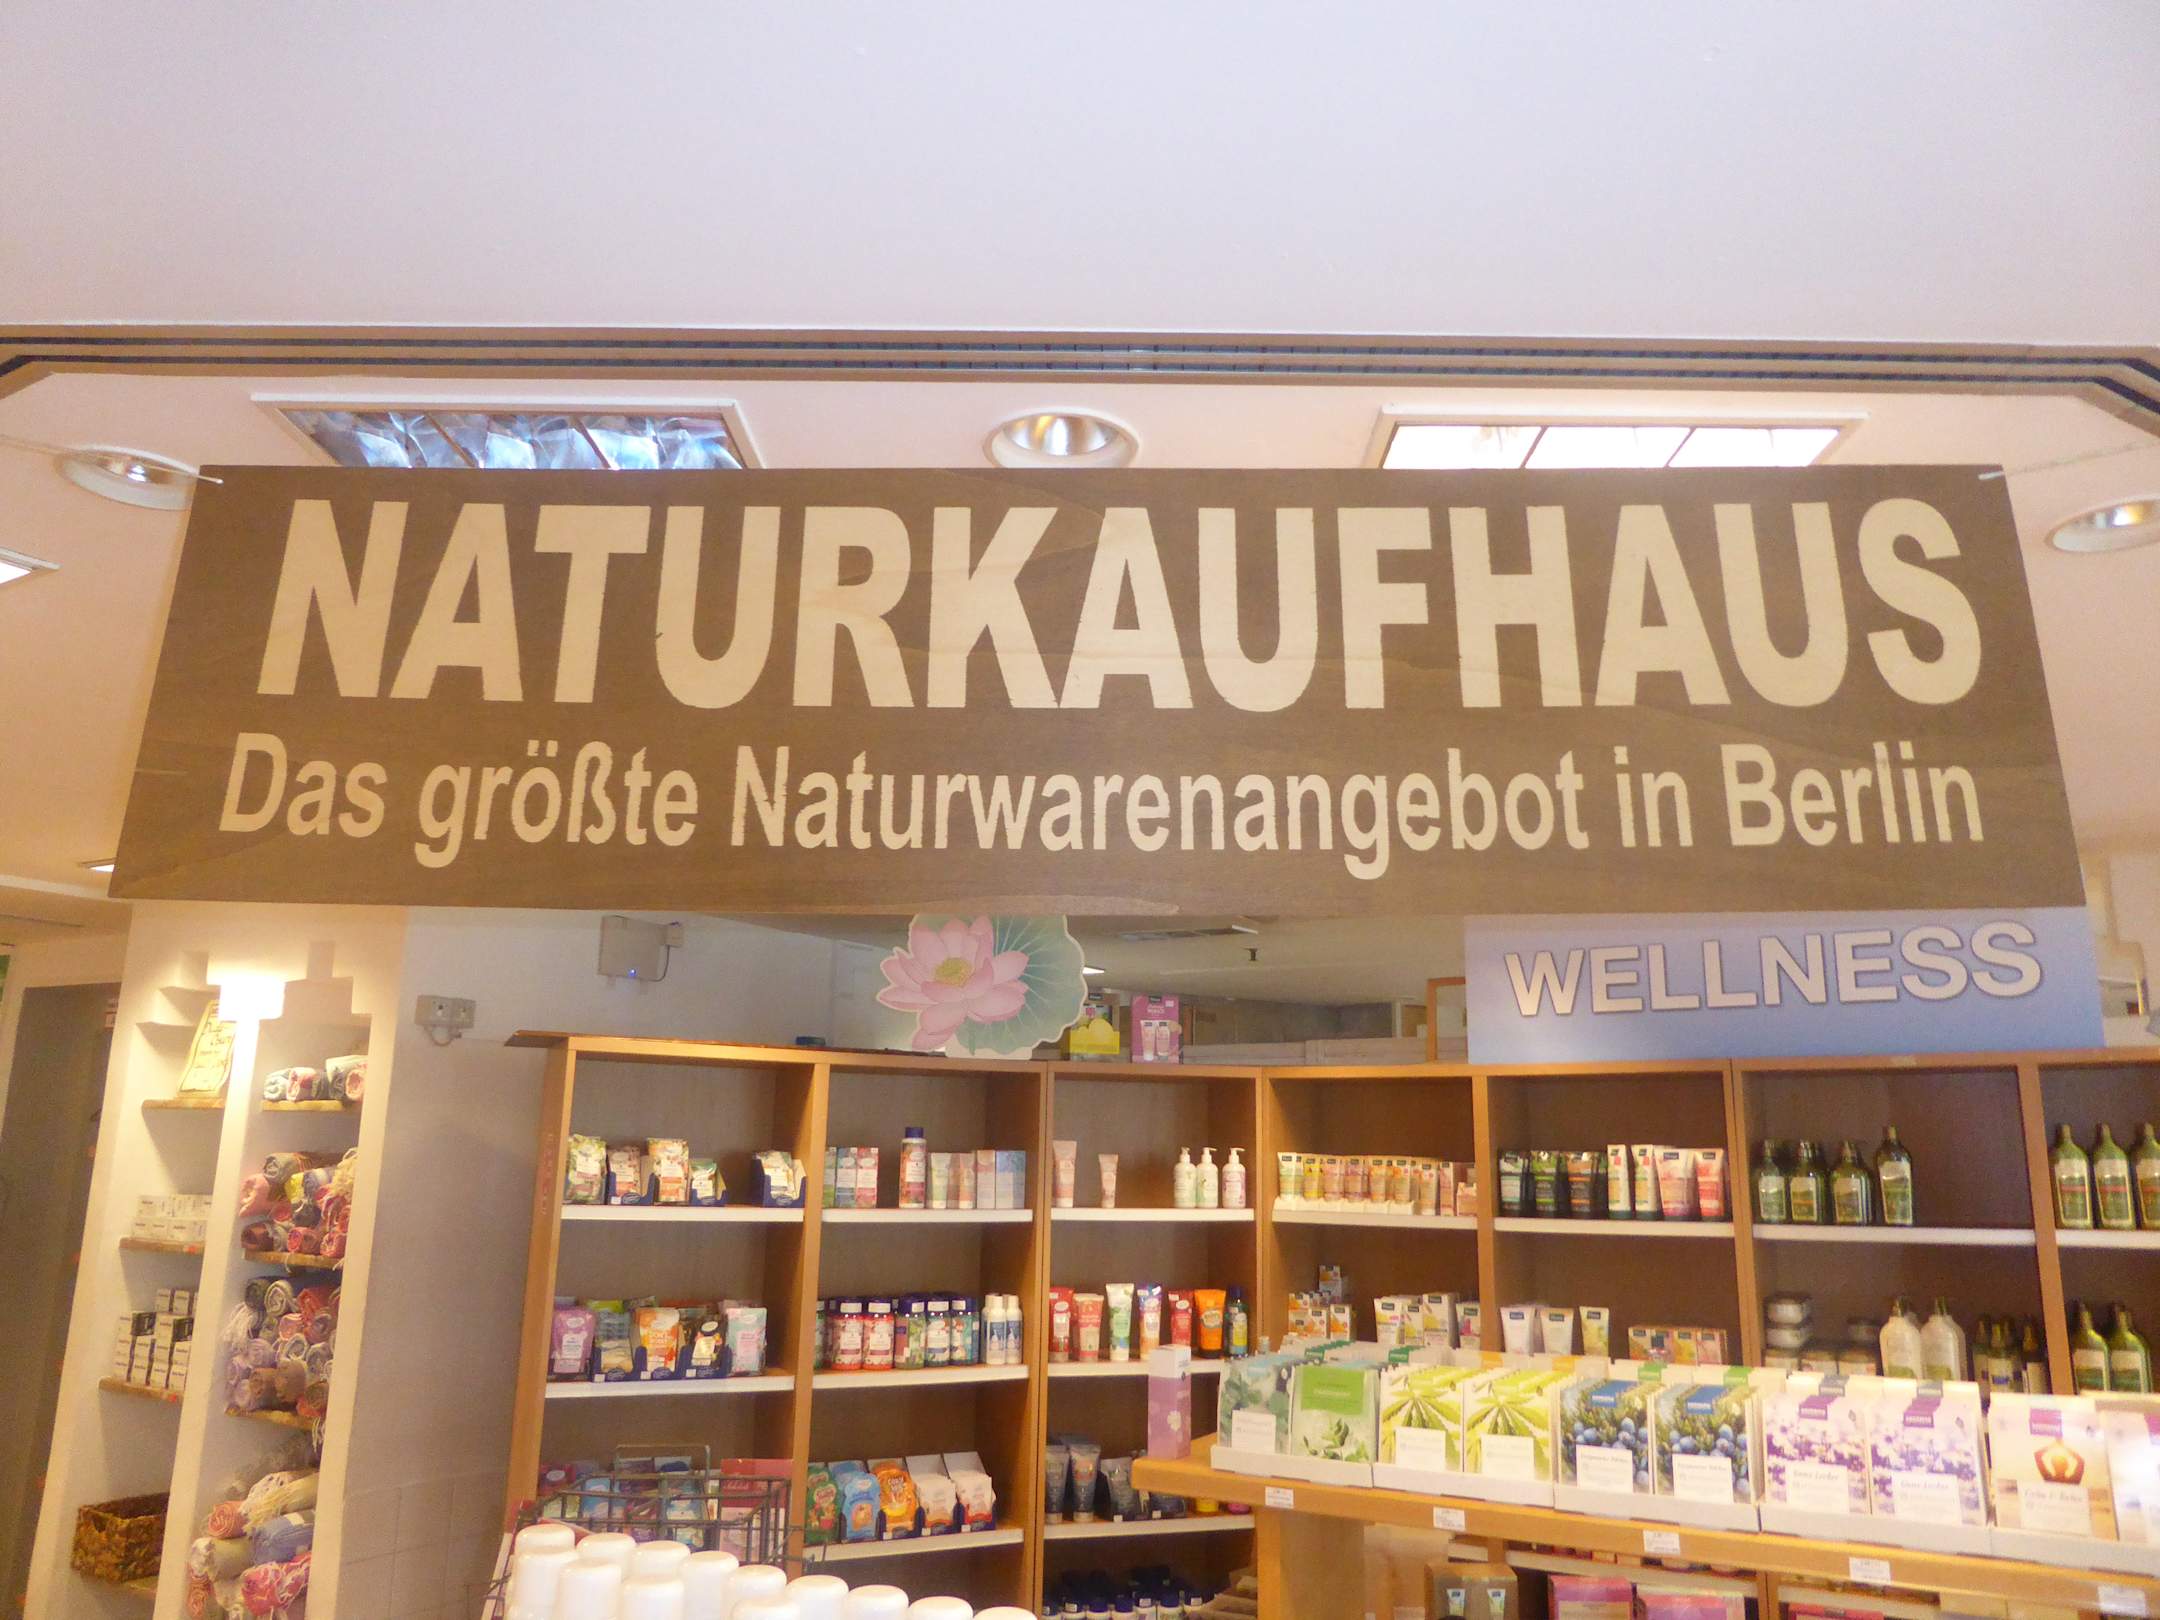 NATURKAUFHAUS
Das größte Naturwarenangebot in Berlin
WELLNESS